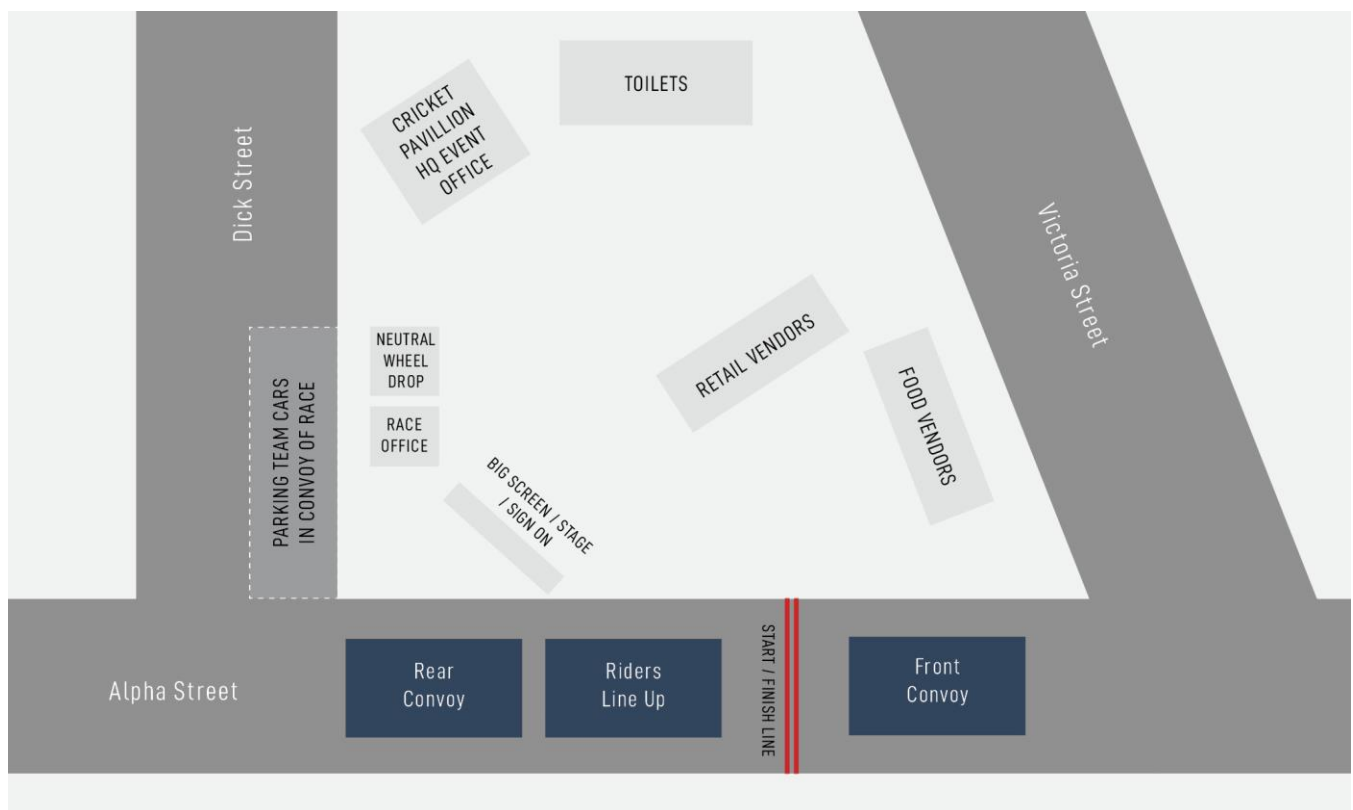 CRICKET
PAVILLION
HQ EVENT
OFFICE
TOILETS
Dick Street
Victoria Street
NEUTRAL
WHEEL
DROP
RETAIL VENDORS
FOOD VENDORS
PARKING TEAM CARS
IN CONVOY OF RACE
RACE
OFFICE
BIG SCREEN / STAGE
/ SIGN ON
Alpha Street
Rear
Convoy
Riders
Line Up
START / FINISH LINE
Front
Convoy